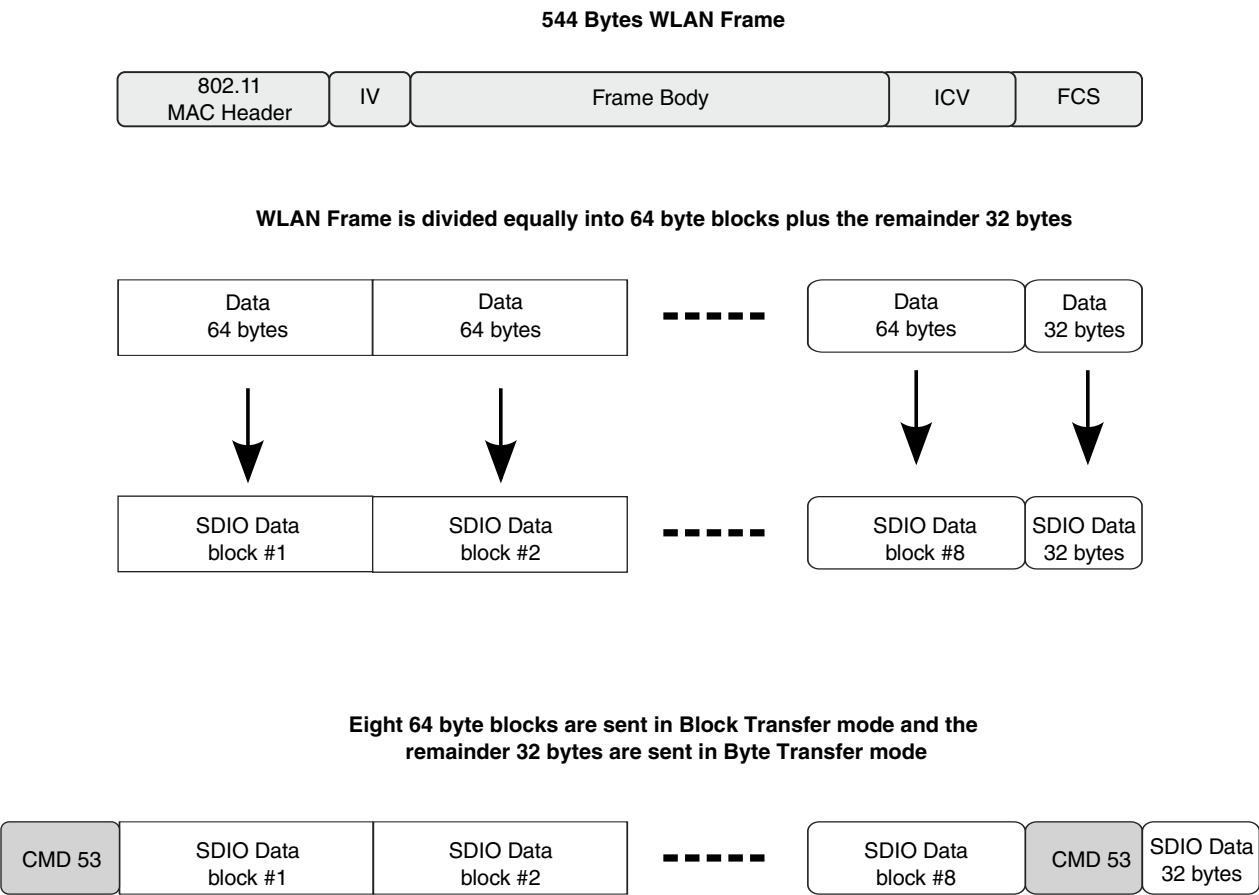 544 Bytes WLAN Frame
802.11
MAC Header
IV
Frame Body
ICV
FCS
WLAN Frame is divided equally into 64 byte blocks plus the remainder 32 bytes
Data
64 bytes
Data
64 bytes
Data
64 bytes
Data
32 bytes
SDIO Data
block #1
SDIO Data
block #2
SDIO Data
block #8
SDIO Data
32 bytes
Eight 64 byte blocks are sent in Block Transfer mode and the
remainder 32 bytes are sent in Byte Transfer mode
CMD 53
SDIO Data
block #1
SDIO Data
block #2
SDIO Data
block #8
CMD 53
SDIO Data
32 bytes